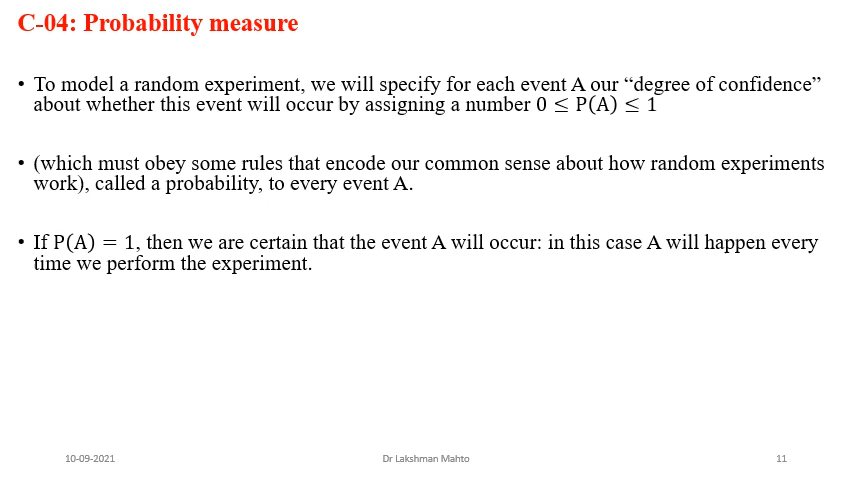 C-04: Probability measure
• To model a random experiment, we will specify for each event A our “degree of confidence”
about whether this event will occur by assigning a number 0 ≤ P(A) ≤ 1
• (which must obey some rules that encode our common sense about how random experiments
work), called a probability, to every event A.
• If P(A) = 1, then we are certain that the event A will occur: in this case A will happen every
time we perform the experiment.
10-09-2021 Dr Lakshman Mahto 11